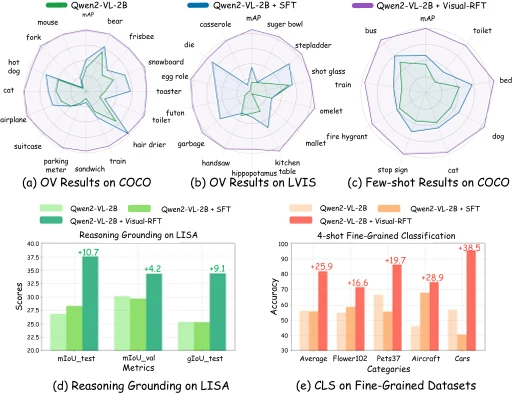 Qwen2-VL-2B
Qwen2-VL-2B + SFT
Qwen2-VL-2B + Visual-RFT
mAP
mouse
bear
fork
frisbee
hot
dog
snowboard
cat
toaster
airplane
toilet
suitcase
hair drier
parking
meter
sandwich
train
(a) OV Results on COCO
mAP
casserole
sugar bowl
die
stepladder
egg role
shot glass
futon
omelet
garbage
mallet
handsaw
kitchen
table
hippopotamus
(b) OV Results on LVIS
mAP
bus
toilet
train
bed
fire hygrant
dog
stop sign
cat
(c) Few-shot Results on COCO
Qwen2-VL-2B
Qwen2-VL-2B + SFT
Qwen2-VL-2B + Visual-RFT
Reasoning Grounding on LISA
Scores
40.0
37.5
35.0
32.5
30.0
27.5
25.0
22.5
20.0
+10.7
+4.2
+9.1
mIoU_test
mIoU_val
gIoU_test
Metrics
(d) Reasoning Grounding on LISA
Qwen2-VL-2B
Qwen2-VL-2B + SFT
Qwen2-VL-2B + Visual-RFT
4-shot Fine-Grained Classification
Accuracy
100
90
80
70
60
50
40
30
+25.9
+16.6
+19.7
+28.9
+38.5
Average
Flower102
Pets37
Aircraft
Cars
Categories
(e) CLS on Fine-Grained Datasets